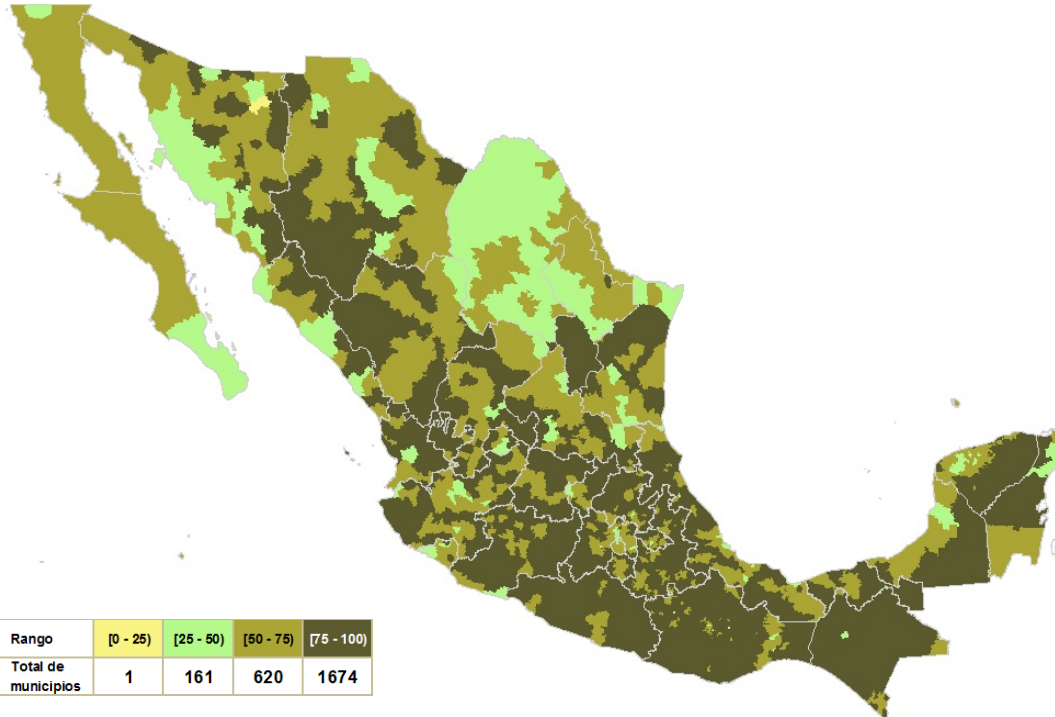 Rango [0 - 25) [25 - 50) [50 - 75) [75 - 100)
Total de municipios 1 161 620 1674